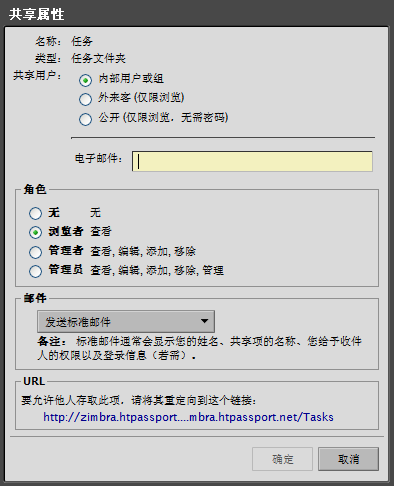 共享属性
名称： 任务
类型： 任务文件夹
共享用户： 内部用户或组
外来客 (仅限浏览)
公开 (仅限浏览，无需密码)
电子邮件：
角色
无 无
浏览者 查看
管理者 查看, 编辑, 添加, 移除
管理员 查看, 编辑, 添加, 移除, 管理
邮件
发送标准邮件
备注： 标准邮件通常会显示您的姓名、共享项的名称、您给予收件
人的权限以及登录信息（若需）.
URL
要允许他人存取此项，请将其重定向到这个链接：
http://zimbra.htpassport....mbra.htpassport.net/Tasks
确定 取消